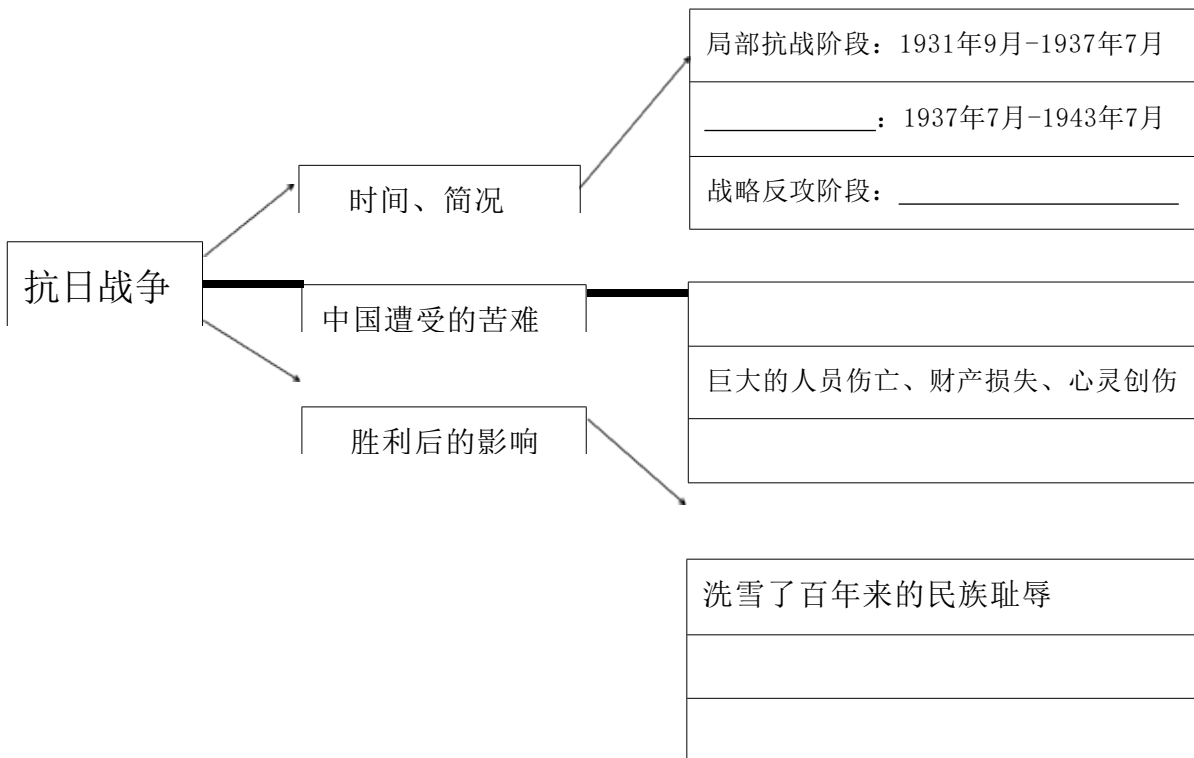 局部抗战阶段：1931年9月-1937年7月
____________：1937年7月-1943年7月
战略反攻阶段：____________________
时间、简况
抗日战争
中国遭受的苦难
巨大的人员伤亡、财产损失、心灵创伤
胜利后的影响
洗雪了百年来的民族耻辱